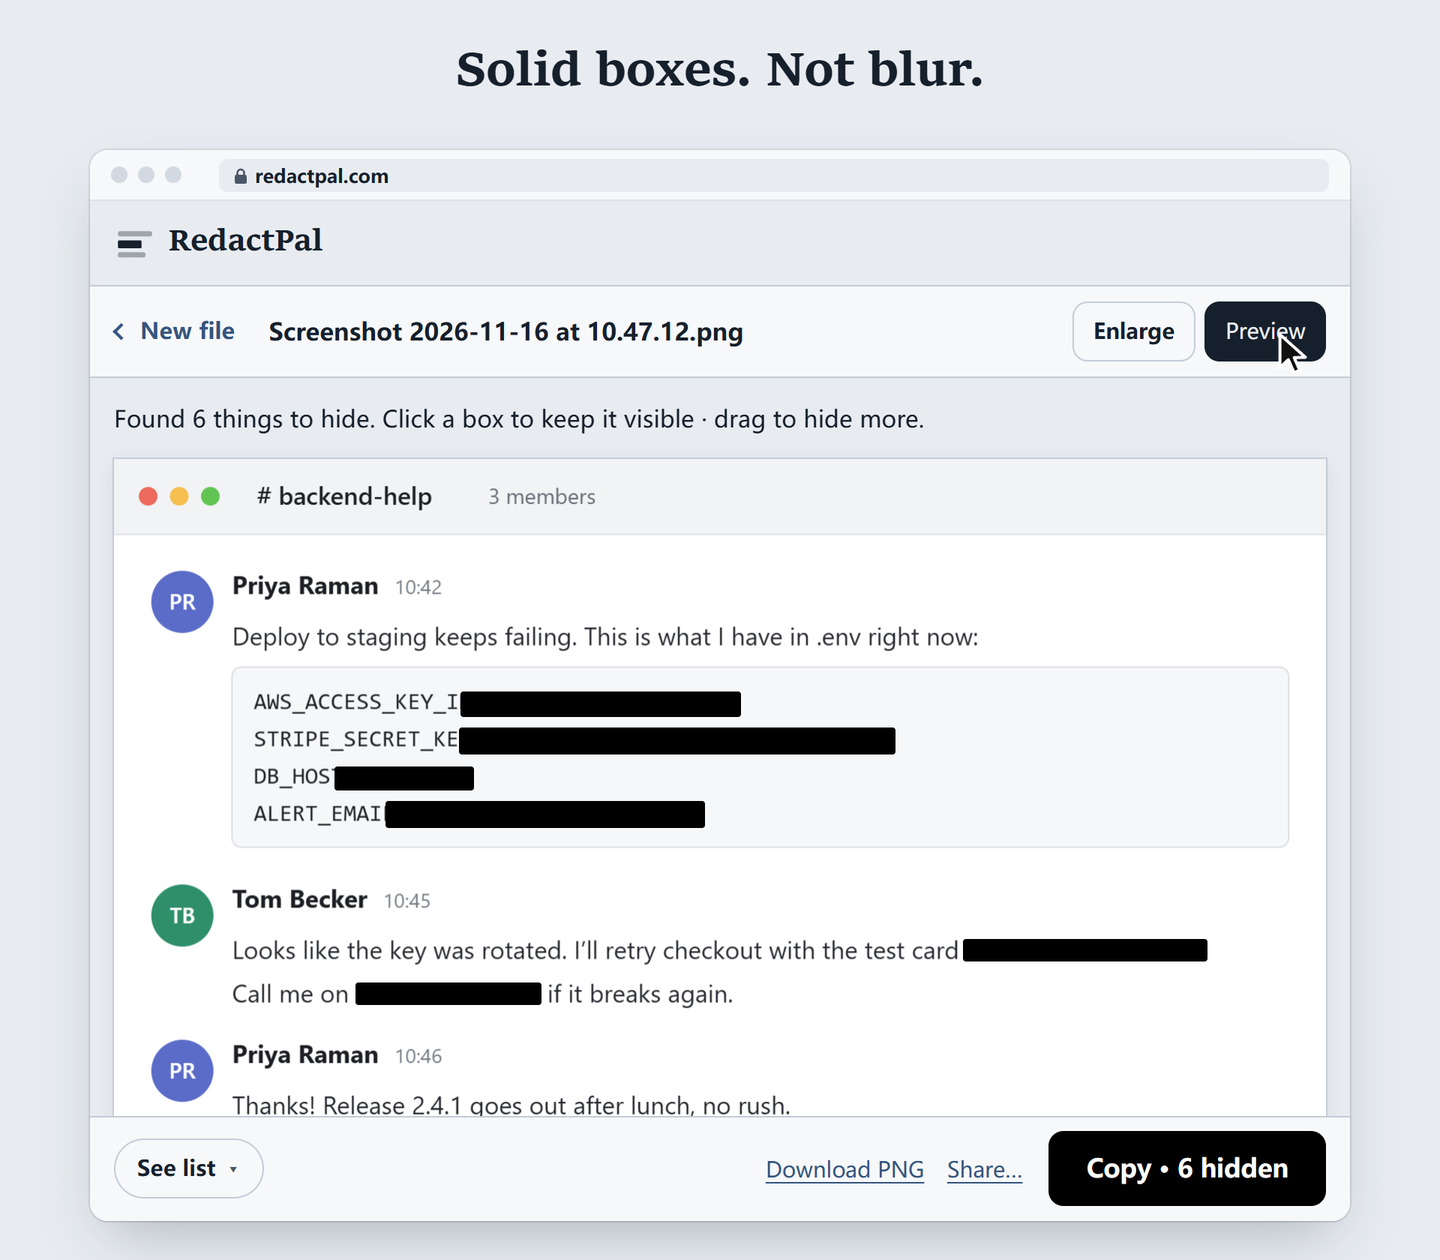 Solid boxes. Not blur.
redactpal.com
RedactPal
New file
Screenshot 2026-11-16 at 10.47.12.png
Enlarge
Preview
Found 6 things to hide. Click a box to keep it visible · drag to hide more.
# backend-help
3 members
PR
Priya Raman 10:42
Deploy to staging keeps failing. This is what I have in .env right now:
AWS_ACCESS_KEY_I
STRIPE_SECRET_KE
DB_HOST
ALERT_EMAI
TB
Tom Becker 10:45
Looks like the key was rotated. I’ll retry checkout with the test card
Call me on if it breaks again.
PR
Priya Raman 10:46
Thanks! Release 2.4.1 goes out after lunch, no rush.
See list
Download PNG
Share...
Copy • 6 hidden